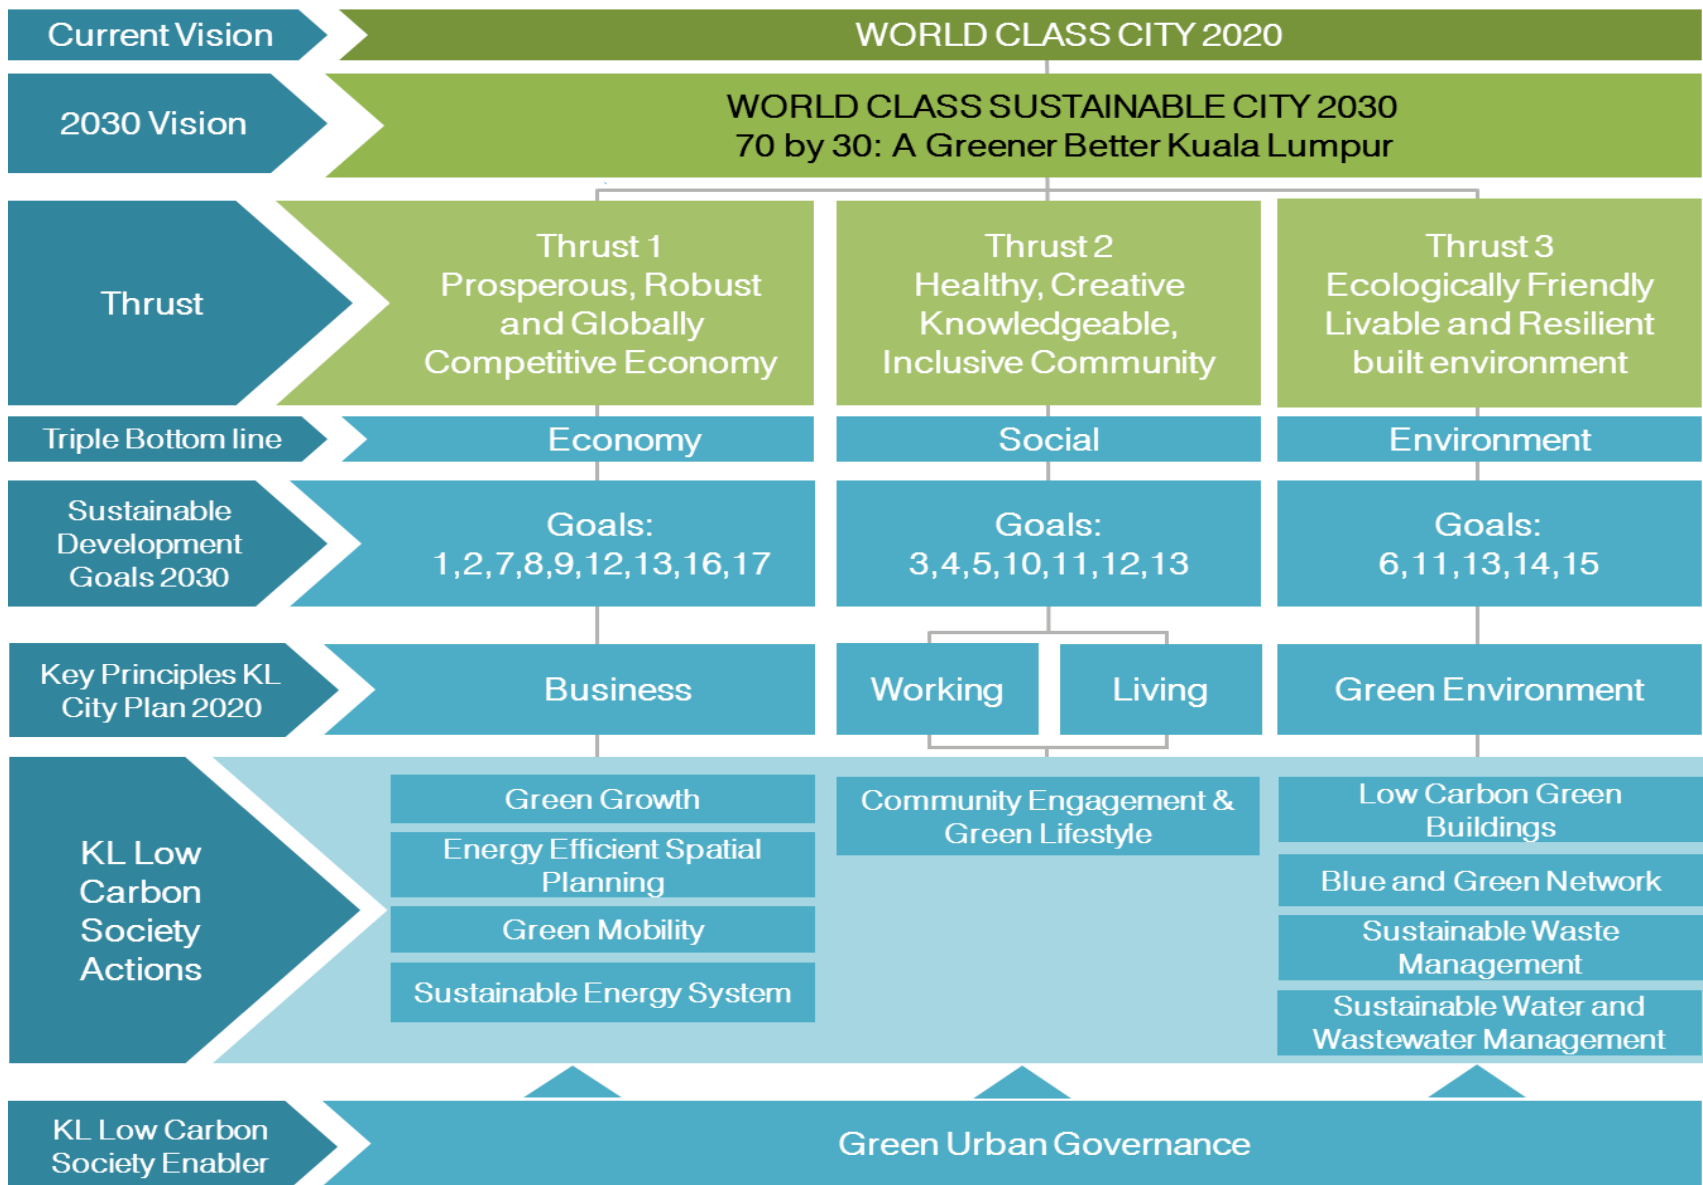 Current Vision
WORLD CLASS CITY 2020
2030 Vision
WORLD CLASS SUSTAINABLE CITY 2030
70 by 30: A Greener Better Kuala Lumpur
Thrust
Thrust 1
Prosperous, Robust
and Globally
Competitive Economy
Thrust 2
Healthy, Creative
Knowledgeable,
Inclusive Community
Thrust 3
Ecologically Friendly
Livable and Resilient
built environment
Triple Bottom line
Economy
Social
Environment
Sustainable
Development
Goals 2030
Goals:
1,2,7,8,9,12,13,16,17
Goals:
3,4,5,10,11,12,13
Goals:
6,11,13,14,15
Key Principles KL
City Plan 2020
Business
Working
Living
Green Environment
KL Low
Carbon
Society
Actions
Green Growth
Energy Efficient Spatial
Planning
Green Mobility
Sustainable Energy System
Community Engagement &
Green Lifestyle
Low Carbon Green
Buildings
Blue and Green Network
Sustainable Waste
Management
Sustainable Water and
Wastewater Management
KL Low Carbon
Society Enabler
Green Urban Governance